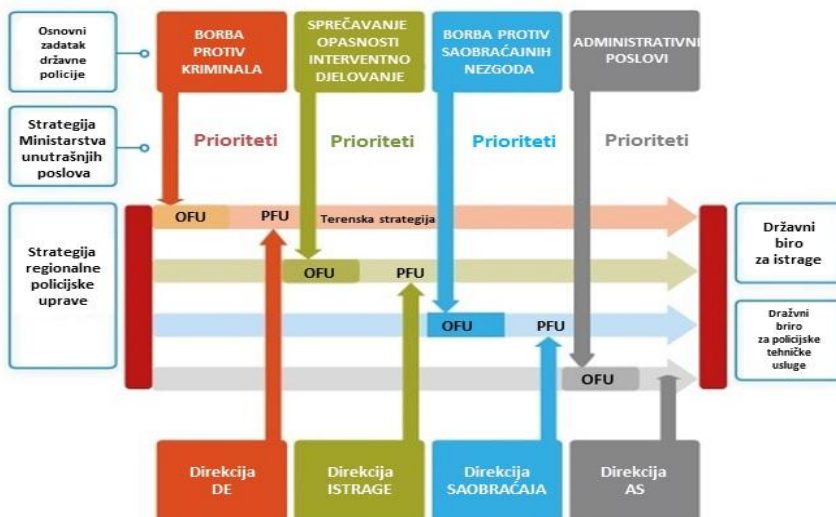 Osnovni
zadatak
državne
policije
BORBA
PROTIV
KRIMINALA
SPREČAVANJE
OPASNOSTI
INTERVENTNO
DJELOVANJE
BORBA PROTIV
SAOBRAĆAJNIH
NEZGODA
ADMINISTRATIVNI
POSLOVI
Strategija
Ministarstva
unutrašnjih
poslova
Prioriteti
Prioriteti
Prioriteti
Prioriteti
Strategija
regionalne
policijske
uprave
OFU
PFU
Terenska strategija
OFU
PFU
OFU
PFU
OFU
Državni
biro
za istrage
Dražvni
briro
za policijske
tehničke
usluge
Direkcija
DE
Direkcija
ISTRAGE
Direkcija
SAOBRAĆAJA
Direkcija
AS